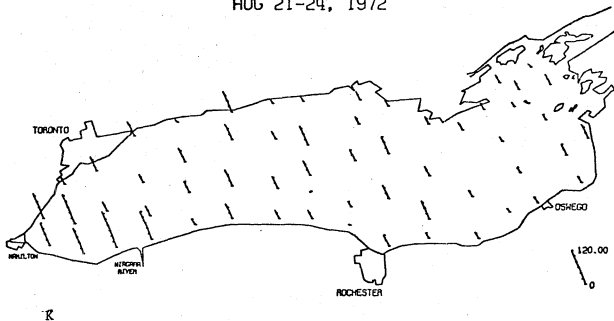 AUG 21-24, 1972
TORONTO
HAMILTON
NIAGARA
RIVER
ROCHESTER
OSWEGO
120.00
0
K